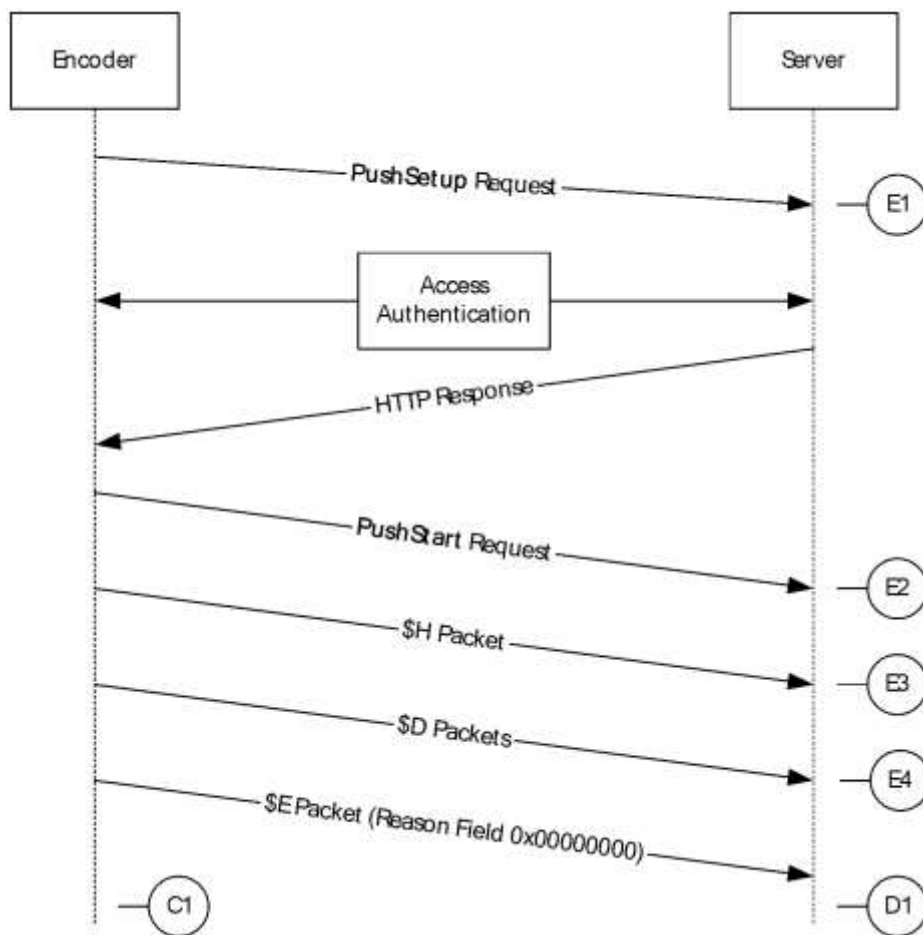 Encoder
Server
PushSetup Request
E1
Access
Authentication
HTTP Response
PushStart Request
E2
$H Packet
E3
$D Packets
E4
$E Packet (Reason Field 0x00000000)
C1
D1